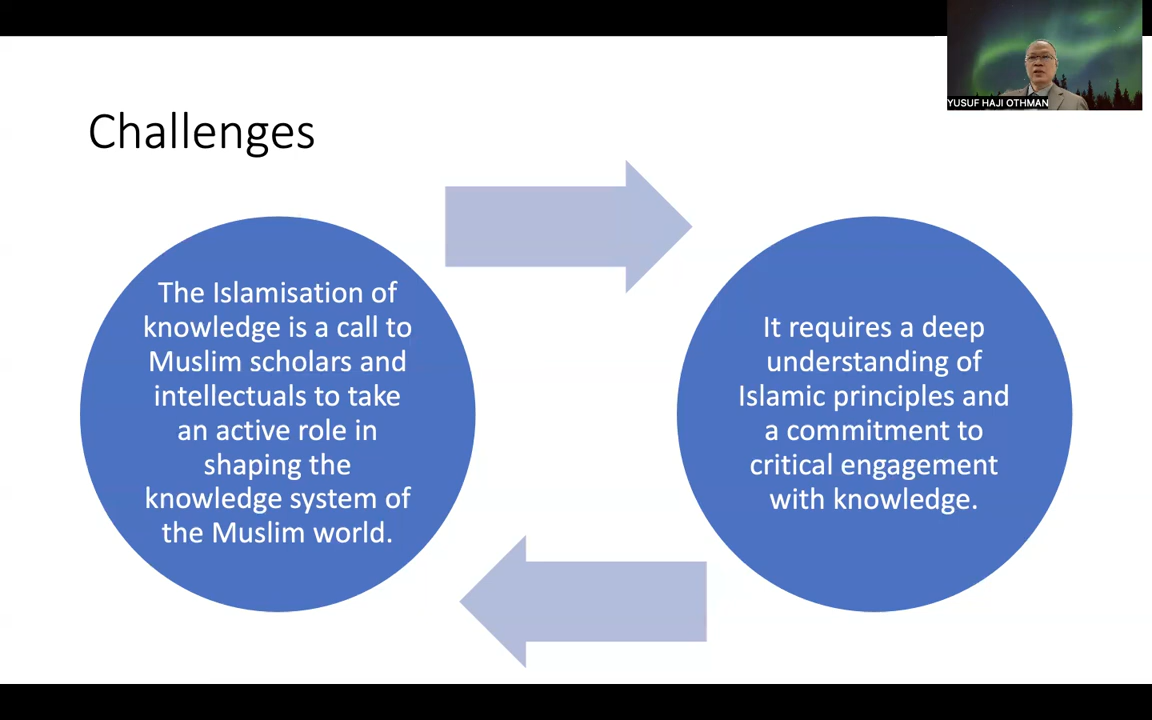 YUSUF HAJI OTHMAN
Challenges
The Islamisation of
knowledge is a call to
Muslim scholars and
intellectuals to take
an active role in
shaping the
knowledge system of
the Muslim world.
It requires a deep
understanding of
Islamic principles and
a commitment to
critical engagement
with knowledge.